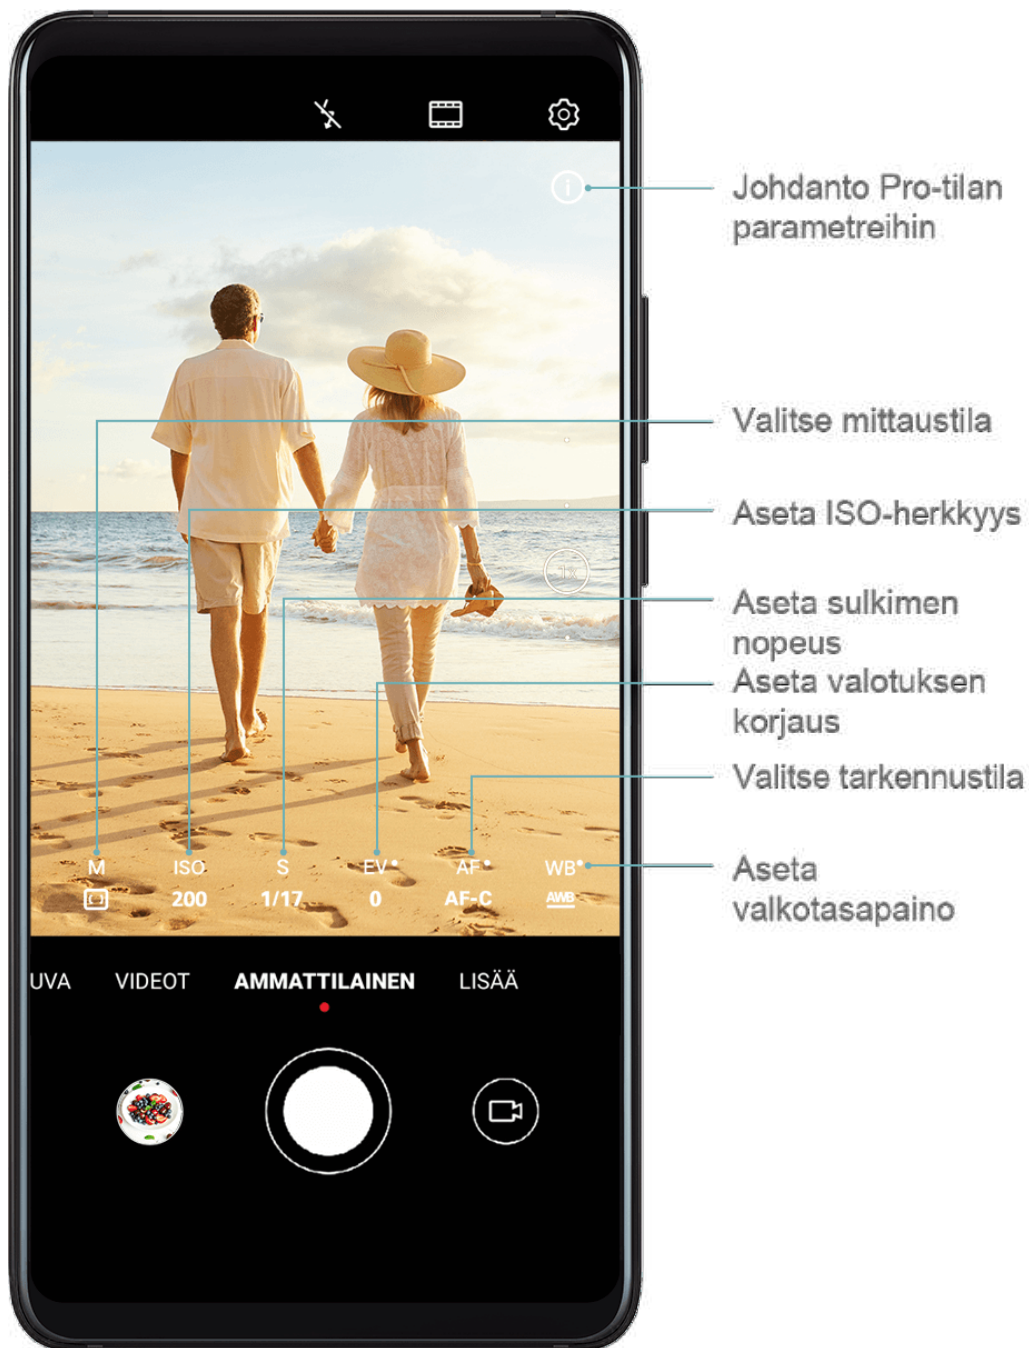 Johdanto Pro-tilan
parametreihin
Valitse mittaustila
Aseta ISO-herkkyys
1x
Aseta sulkimen
nopeus
Aseta valotuksen
korjaus
Valitse tarkennustila
M ISO S EV AF WB
Aseta
valkotasapaino
200 1/17 0 AF-C AWB
UVA VIDEOT AMMATTILAINEN LISÄÄ